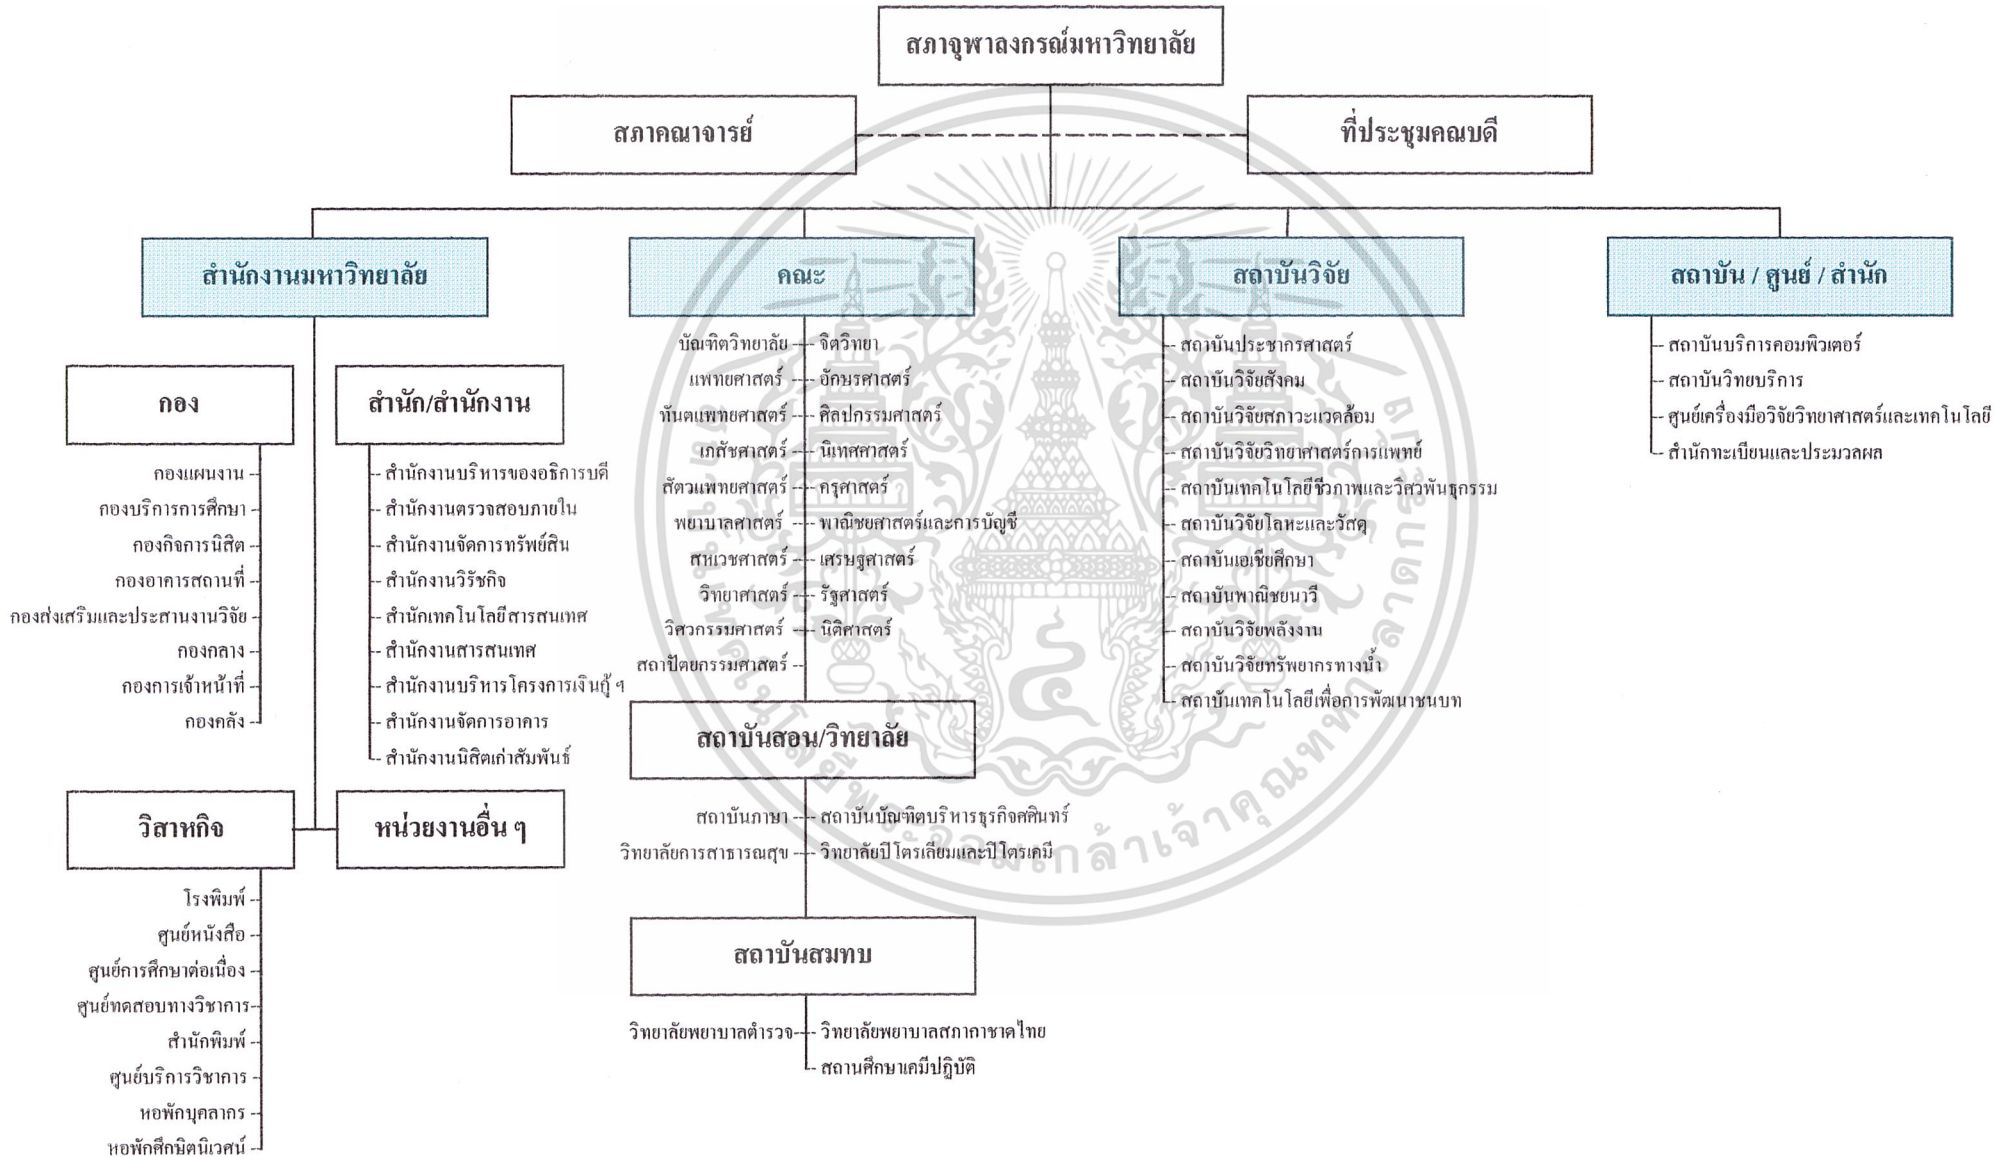 สภาจุฬาลงกรณ์มหาวิทยาลัย
สภาคณาจารย์
ที่ประชุมคณบดี
สำนักงานมหาวิทยาลัย
คณะ
สถาบันวิจัย
สถาบัน / ศูนย์ / สำนัก
กอง
กองแผนงาน
กองบริการการศึกษา
กองกิจการนิสิต
กองอาคารสถานที่
กองส่งเสริมและประสานงานวิจัย
กองกลาง
กองการเจ้าหน้าที่
กองคลัง
สำนัก/สำนักงาน
สำนักงานบริหารของอธิการบดี
สำนักงานตรวจสอบภายใน
สำนักงานจัดการทรัพย์สิน
สำนักงานวิรัชกิจ
สำนักเทคโนโลยีสารสนเทศ
สำนักงานสารสนเทศ
สำนักงานบริหารโครงการเงินกู้ ฯ
สำนักงานจัดการอาคาร
สำนักงานนิสิตเก่าสัมพันธ์
วิสาหกิจ
หน่วยงานอื่น ๆ
โรงพิมพ์
ศูนย์หนังสือ
ศูนย์การศึกษาต่อเนื่อง
ศูนย์ทดสอบทางวิชาการ
สำนักพิมพ์
ศูนย์บริการวิชาการ
หอพักบุคลากร
หอพักศึกษิตนิเวศน์
บัณฑิตวิทยาลัย
จิตวิทยา
แพทยศาสตร์
อักษรศาสตร์
ทันตแพทยศาสตร์
ศิลปกรรมศาสตร์
เภสัชศาสตร์
นิเทศศาสตร์
สัตวแพทยศาสตร์
ครุศาสตร์
พยาบาลศาสตร์
พาณิชยศาสตร์และการบัญชี
สหเวชศาสตร์
เศรษฐศาสตร์
วิทยาศาสตร์
รัฐศาสตร์
วิศวกรรมศาสตร์
นิติศาสตร์
สถาปัตยกรรมศาสตร์
สถาบันสอน/วิทยาลัย
สถาบันภาษา
สถาบันบัณฑิตบริหารธุรกิจศศินทร์
วิทยาลัยการสาธารณสุข
วิทยาลัยปิโตรเลียมและปิโตรเคมี
สถาบันสมทบ
วิทยาลัยพยาบาลตำรวจ
วิทยาลัยพยาบาลสภากาชาดไทย
สถานศึกษาเคมีปฏิบัติ
สถาบันประชากรศาสตร์
สถาบันวิจัยสังคม
สถาบันวิจัยสภาวะแวดล้อม
สถาบันวิจัยวิทยาศาสตร์การแพทย์
สถาบันเทคโนโลยีชีวภาพและวิศวพันธุกรรม
สถาบันวิจัยโลหะและวัสดุ
สถาบันเอเชียศึกษา
สถาบันพาณิชยนาวี
สถาบันวิจัยพลังงาน
สถาบันวิจัยทรัพยากรทางน้ำ
สถาบันเทคโนโลยีเพื่อการพัฒนาชนบท
สถาบันบริการคอมพิวเตอร์
สถาบันวิทยบริการ
ศูนย์เครื่องมือวิจัยวิทยาศาสตร์และเทคโนโลยี
สำนักทะเบียนและประมวลผล
สถาบันเทคโนโลยีพระจอมเกล้าเจ้าคุณทหารลาดกระบัง